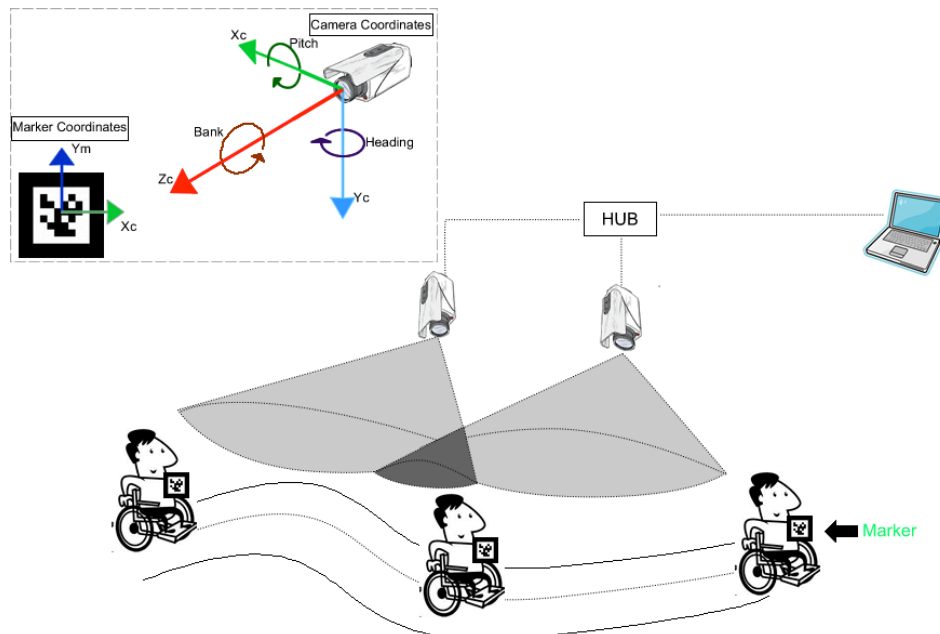 Camera Coordinates
Xc
Pitch
Marker Coordinates
Ym
Bank
Heading
Zc
Yc
Xc
HUB
Marker